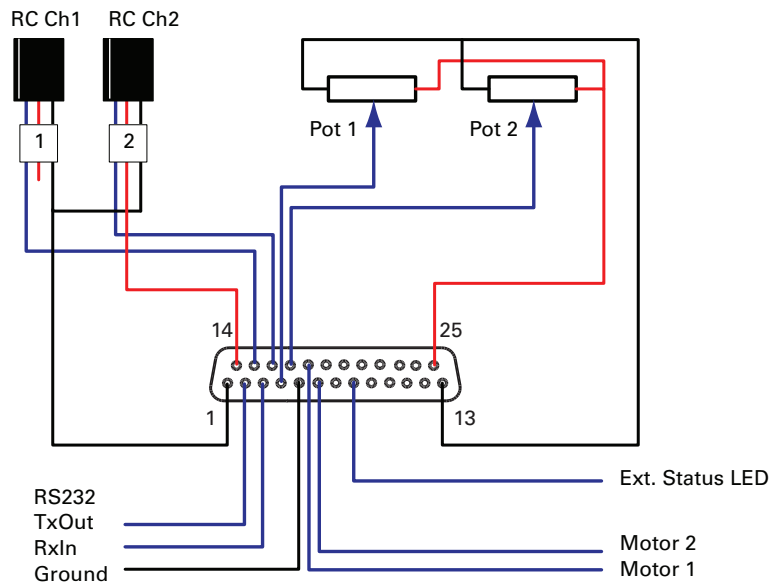 RC Ch1 RC Ch2
1 2
Pot 1 Pot 2
14 25
1 13
Ext. Status LED
RS232
TxOut
RxIn
Ground
Motor 2
Motor 1